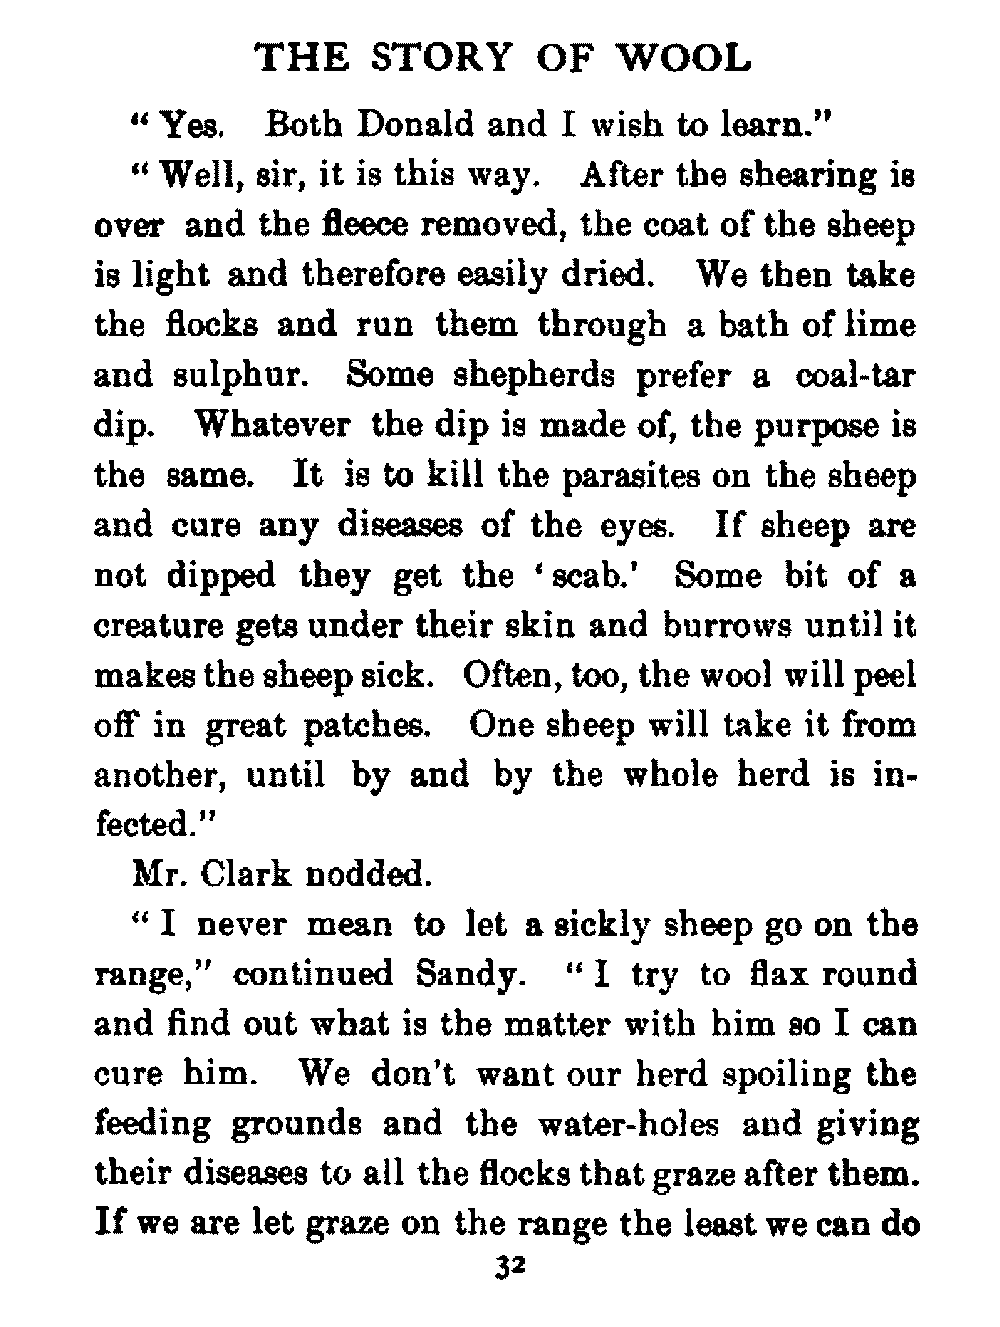 THE STORY OF WOOL
“ Yes. Both Donald and I wish to learn.”
“ Well, sir, it is this way. After the shearing is
over and the fleece removed, the coat of the sheep
is light and therefore easily dried. We then take
the flocks and run them through a bath of lime
and sulphur. Some shepherds prefer a coal-tar
dip. Whatever the dip is made of, the purpose is
the same. It is to kill the parasites on the sheep
and cure any diseases of the eyes. If sheep are
not dipped they get the ‘ scab.’ Some bit of a
creature gets under their skin and burrows until it
makes the sheep sick. Often, too, the wool will peel
off in great patches. One sheep will take it from
another, until by and by the whole herd is in-
fected.”
Mr. Clark nodded.
“ I never mean to let a sickly sheep go on the
range,” continued Sandy. “ I try to flax round
and find out what is the matter with him so I can
cure him. We don’t want our herd spoiling the
feeding grounds and the water-holes and giving
their diseases to all the flocks that graze after them.
If we are let graze on the range the least we can do
32